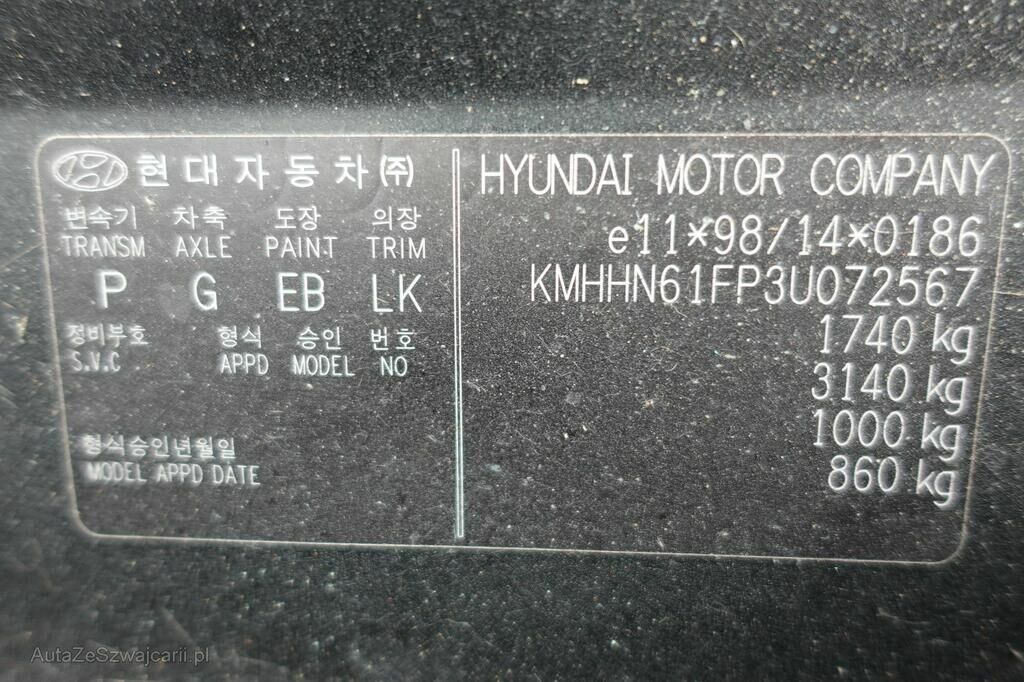 현대자동차(주)
변속기 차축 도장 의장
TRANSM AXLE PAINT TRIM
P G EB LK
정비부호 형식 승인 번호
S.V.C APPD MODEL NO
형식승인년월일
MODEL APPD DATE
HYUNDAI MOTOR COMPANY
e11*98/14*0186
KMHHN61FP3U072567
1740 kg
3140 kg
1000 kg
860 kg
AutaZeSzwajcarii.pl